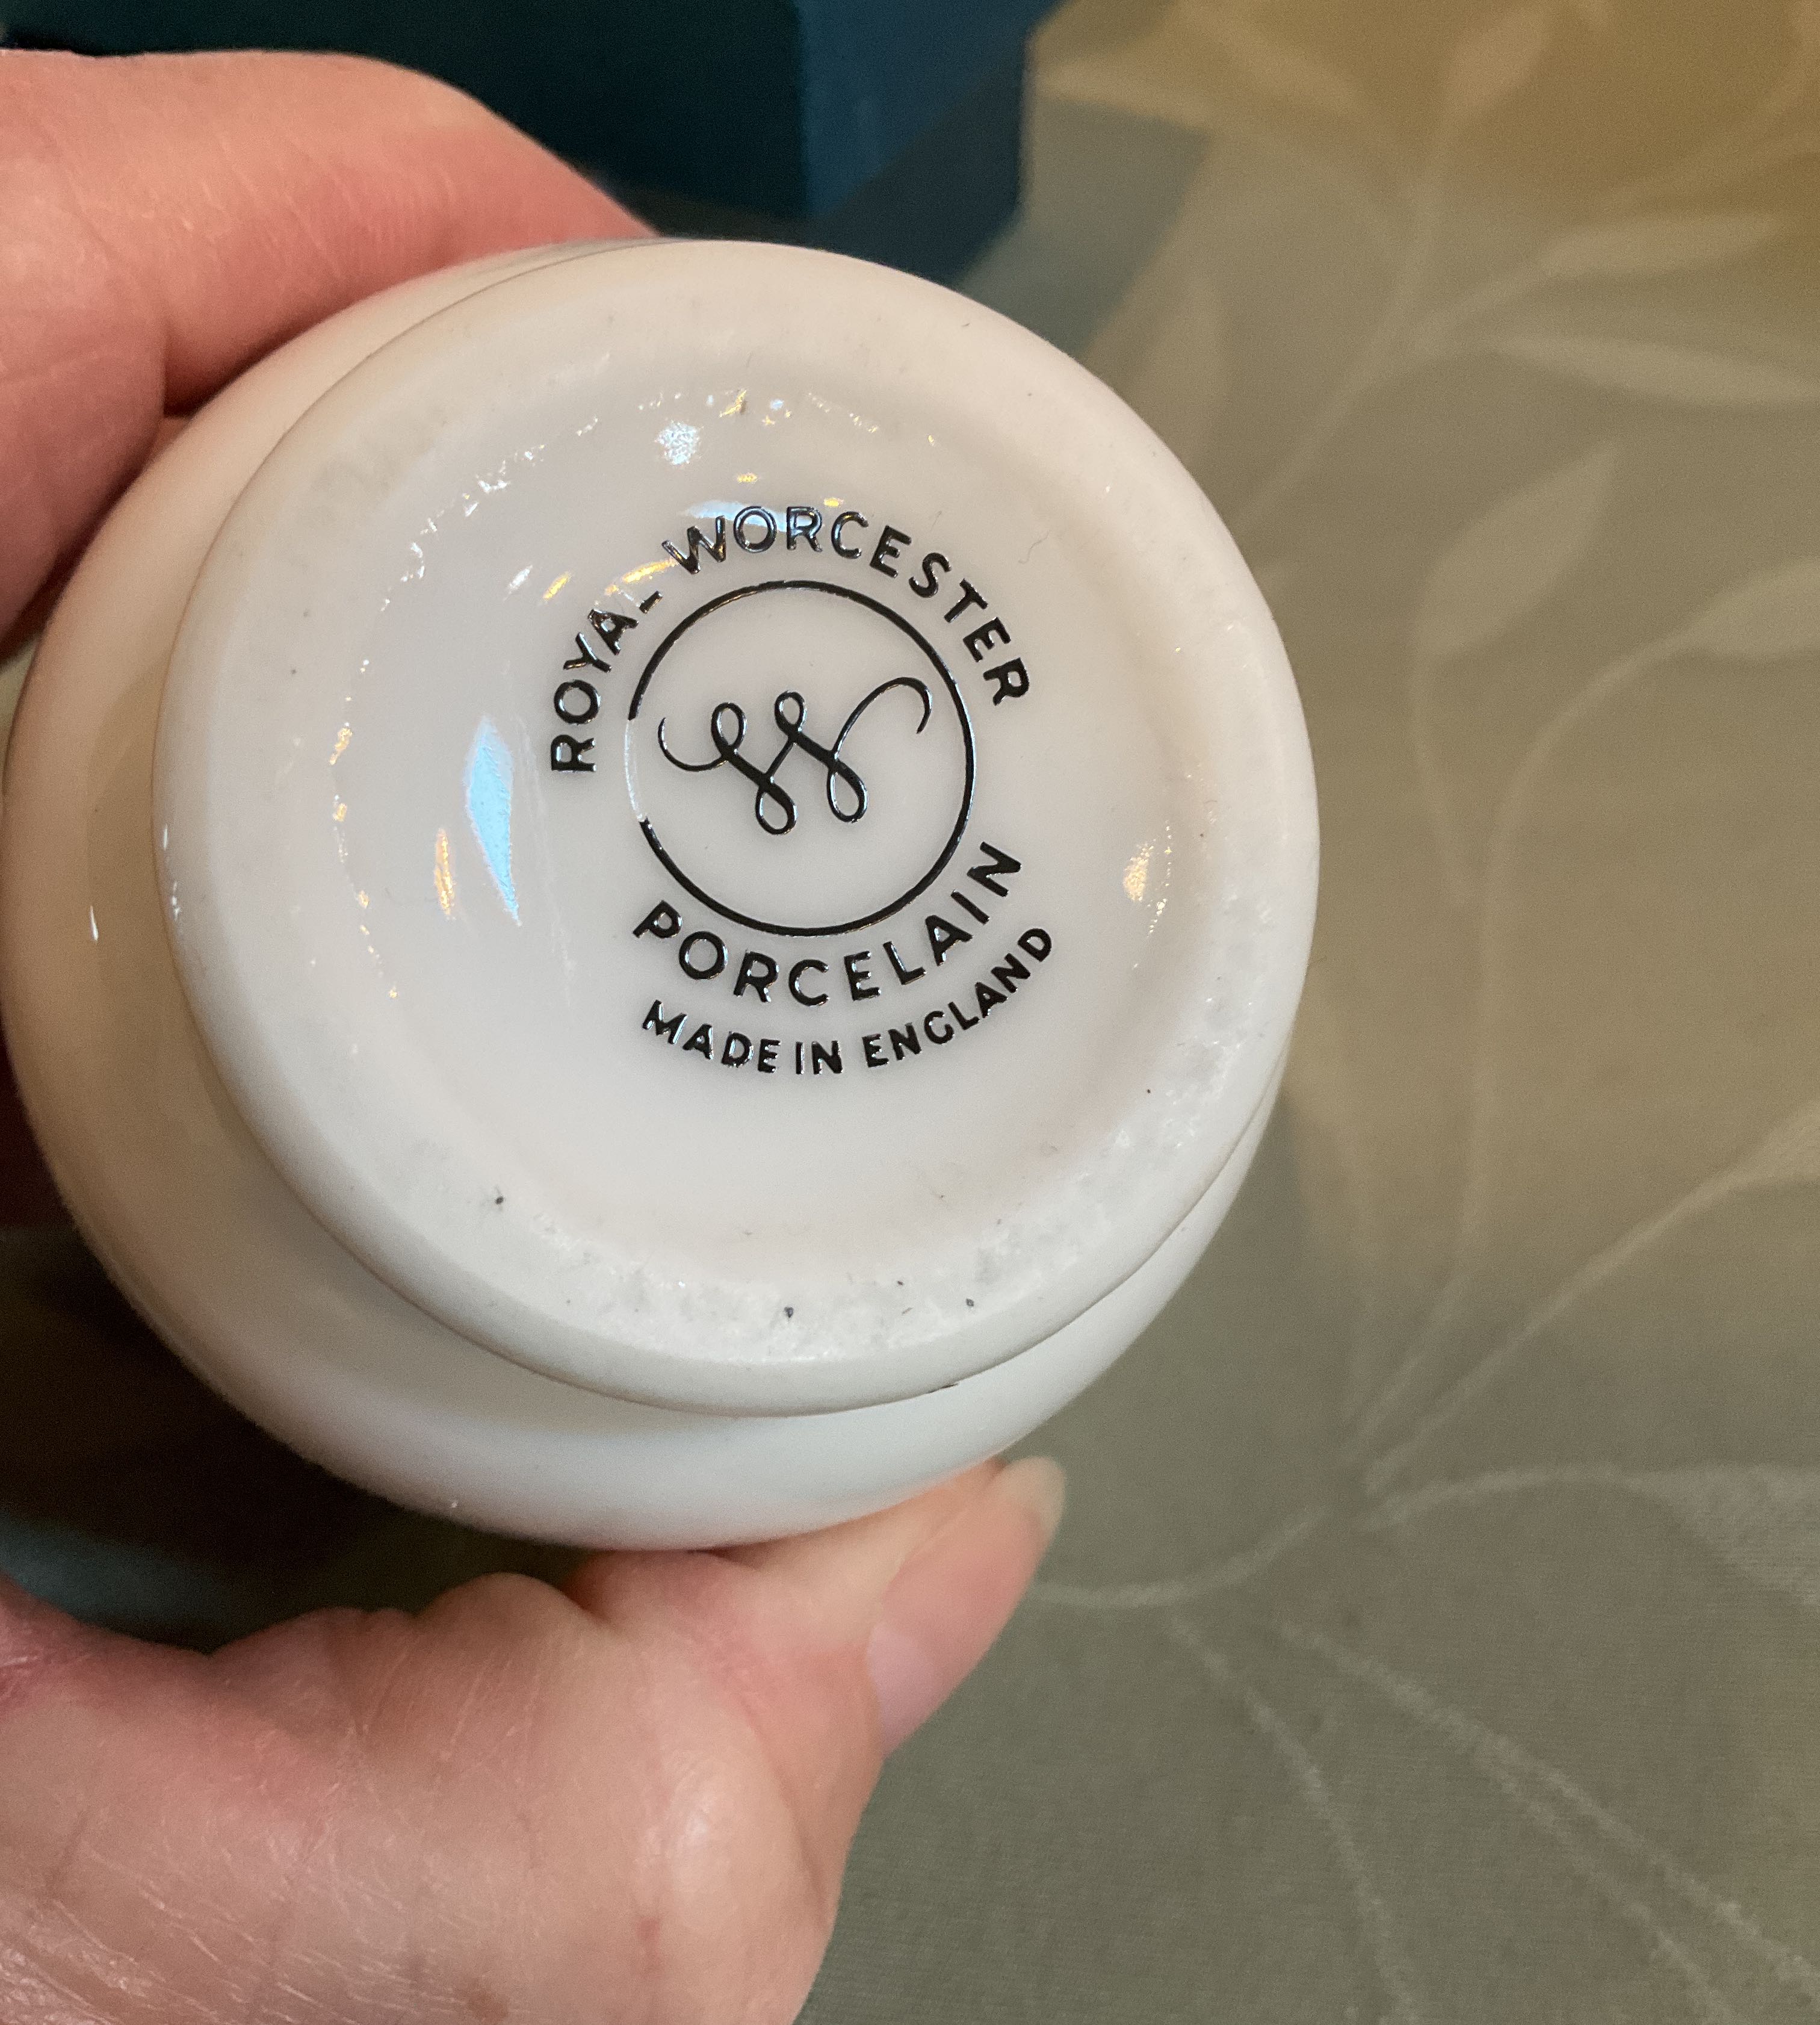 ROYAL WORCESTER
W
PORCELAIN
MADE IN ENGLAND